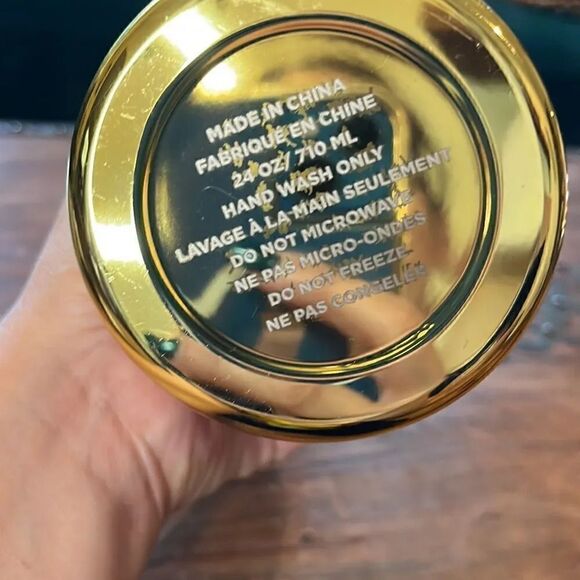 MADE IN CHINA
FABRIQUE EN CHINE
24 OZ/ 710 ML
HAND WASH ONLY
LAVAGE À LA MAIN SEULEMENT
DO NOT MICROWAVE
NE PAS MICRO-ONDES
DO NOT FREEZE
NE PAS CONGELER